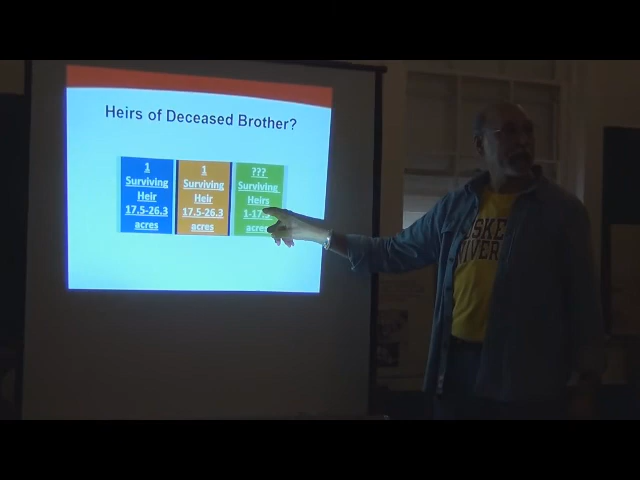 Heirs of Deceased Brother?
1
Surviving
Heir
17.5-26.3
acres
1
Surviving
Heir
17.5-26.3
acres
???
Surviving
Heirs